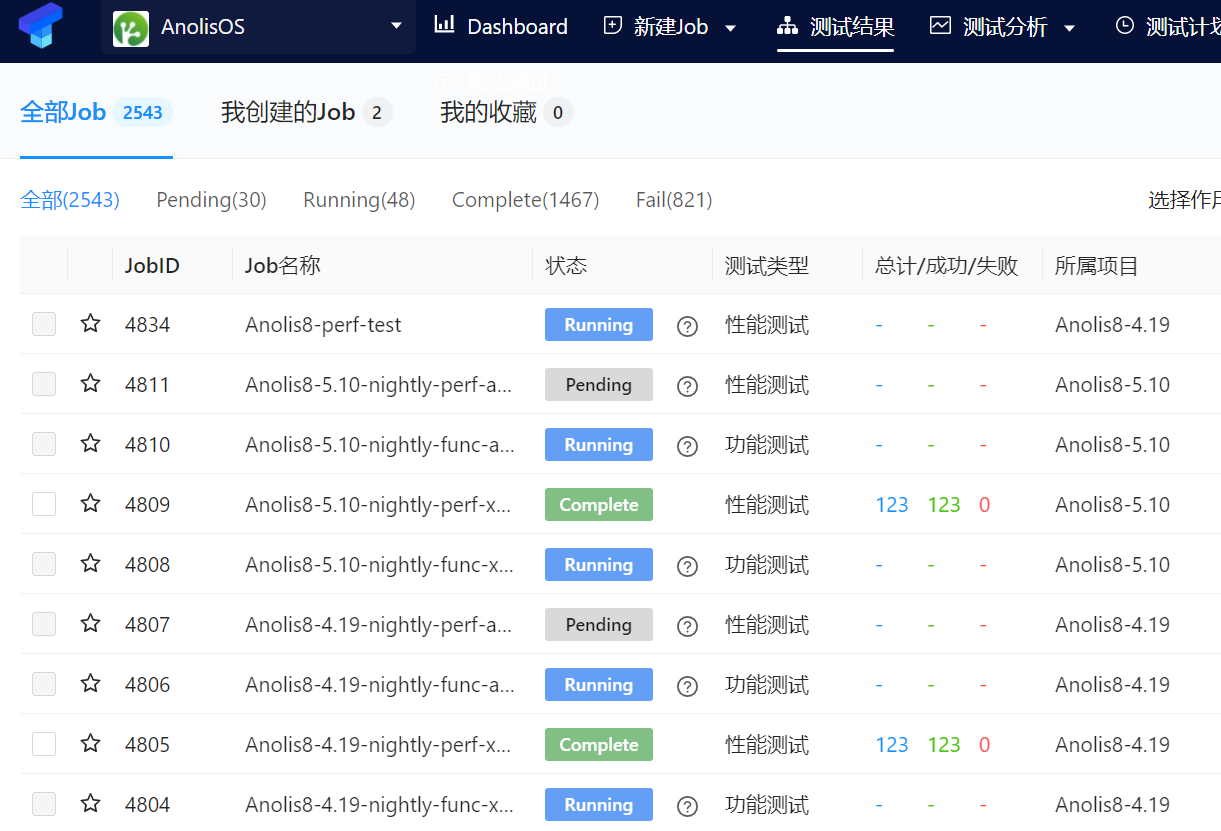 AnolisOS Dashboard 新建Job 测试结果 测试分析 测试计划
全部Job 2543 我创建的Job 2 我的收藏 0
全部(2543) Pending(30) Running(48) Complete(1467) Fail(821) 选择作用
JobID Job名称 状态 测试类型 总计/成功/失败 所属项目
4834 Anolis8-perf-test Running 性能测试 - - - Anolis8-4.19
4811 Anolis8-5.10-nightly-perf-a... Pending 性能测试 - - - Anolis8-5.10
4810 Anolis8-5.10-nightly-func-a... Running 功能测试 - - - Anolis8-5.10
4809 Anolis8-5.10-nightly-perf-x... Complete 性能测试 123 123 0 Anolis8-5.10
4808 Anolis8-5.10-nightly-func-x... Running 功能测试 - - - Anolis8-5.10
4807 Anolis8-4.19-nightly-perf-a... Pending 性能测试 - - - Anolis8-4.19
4806 Anolis8-4.19-nightly-func-a... Running 功能测试 - - - Anolis8-4.19
4805 Anolis8-4.19-nightly-perf-x... Complete 性能测试 123 123 0 Anolis8-4.19
4804 Anolis8-4.19-nightly-func-x... Running 功能测试 - - - Anolis8-4.19